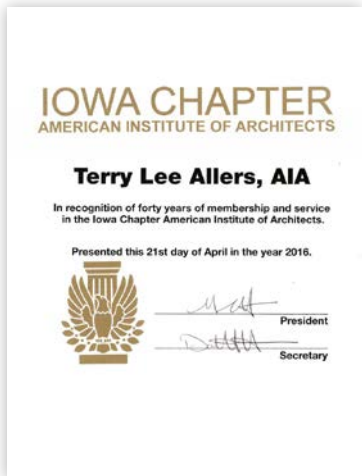 IOWA CHAPTER
AMERICAN INSTITUTE OF ARCHITECTS
Terry Lee Allers, AIA
In recognition of forty years of membership and service
in the Iowa Chapter American Institute of Architects.
Presented this 21st day of April in the year 2016.
President
Secretary